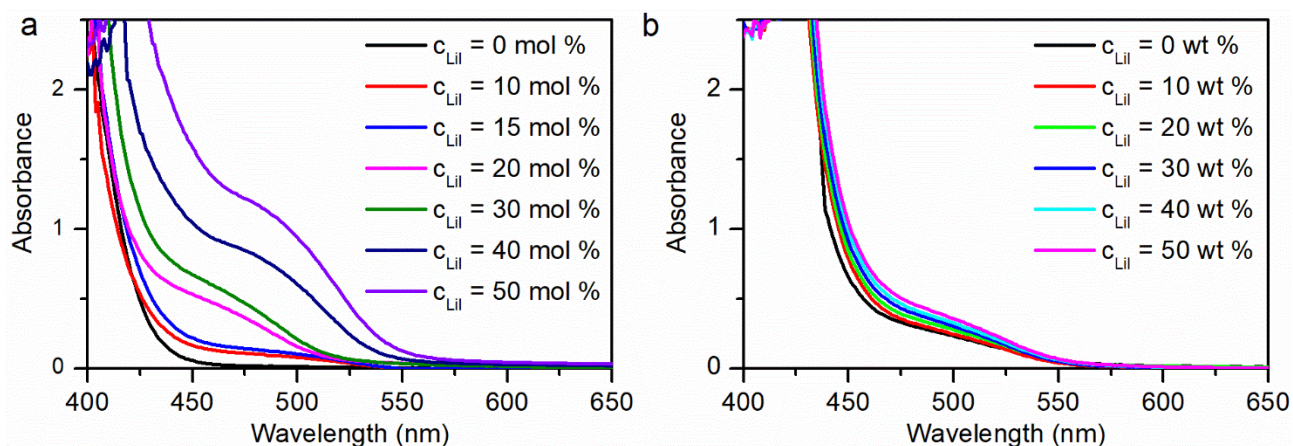 a
c_LiI = 0 mol %
c_LiI = 10 mol %
c_LiI = 15 mol %
c_LiI = 20 mol %
c_LiI = 30 mol %
c_LiI = 40 mol %
c_LiI = 50 mol %
Absorbance
2
1
0
400 450 500 550 600 650
Wavelength (nm)
b
c_LiI = 0 wt %
c_LiI = 10 wt %
c_LiI = 20 wt %
c_LiI = 30 wt %
c_LiI = 40 wt %
c_LiI = 50 wt %
Absorbance
2
1
0
400 450 500 550 600 650
Wavelength (nm)